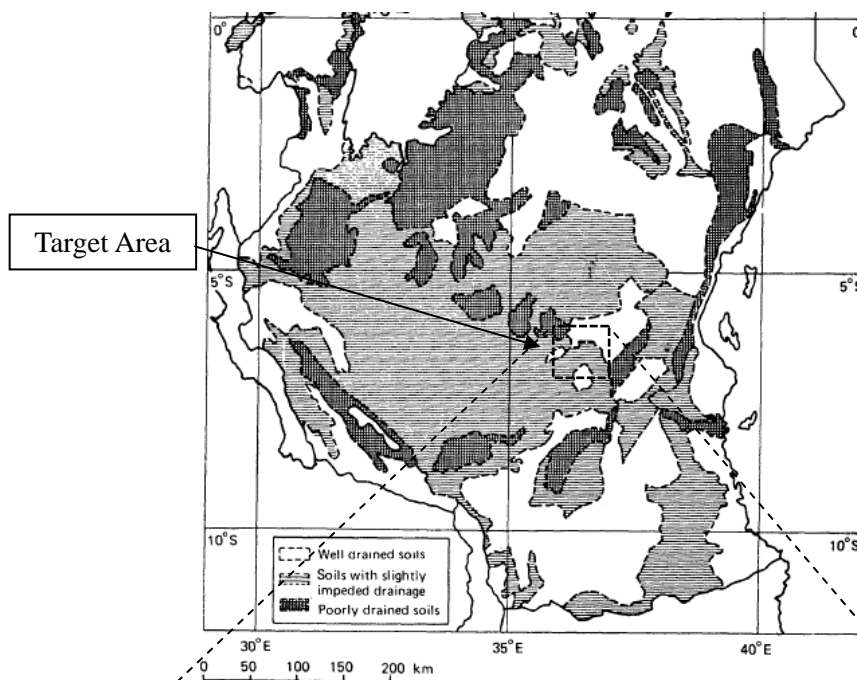 0°
0
Target Area
5°S
5°S
10°S
10°S
Well drained soils
Soils with slightly
impeded drainage
Poorly drained soils
30°E
35°E
40°E
0 50 100 150 200 km